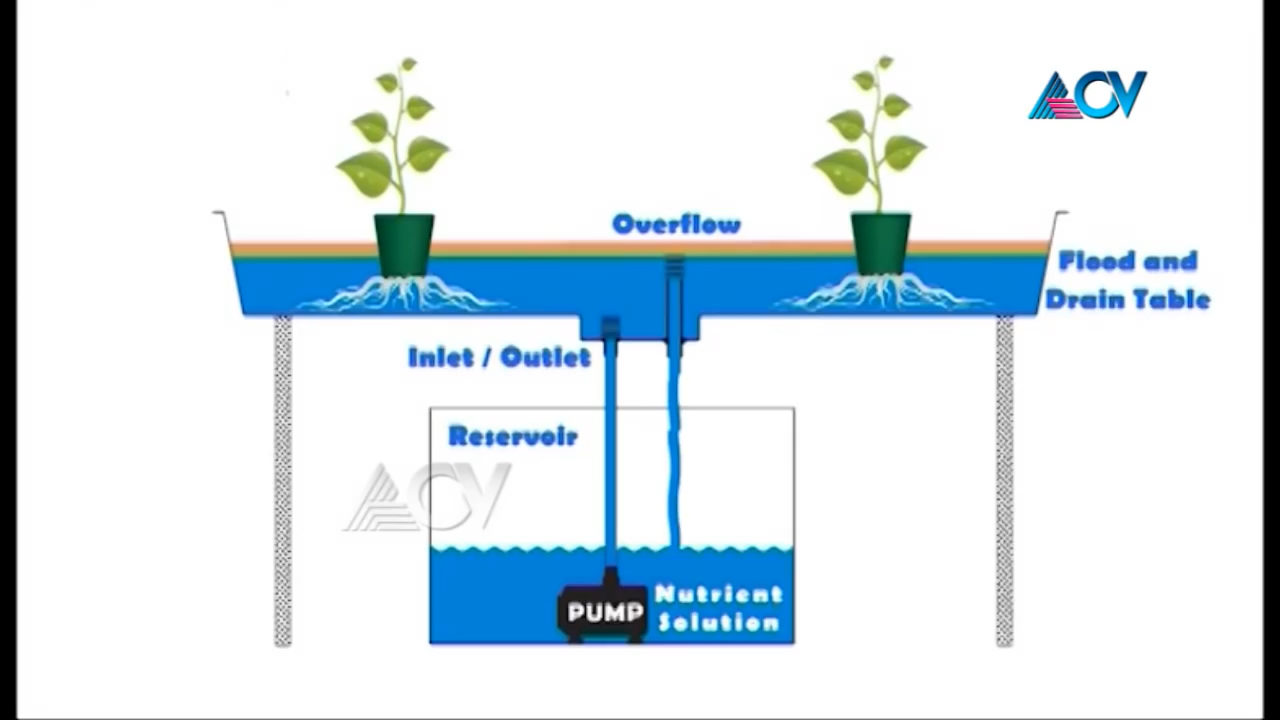 ACV
Overflow
Flood and
Drain Table
Inlet / Outlet
Reservoir
ACV
Nutrient
Solution
PUMP